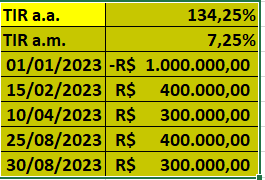 TIR a.a. 134,25%
TIR a.m. 7,25%
01/01/2023 -R$ 1.000.000,00
15/02/2023 R$ 400.000,00
10/04/2023 R$ 300.000,00
25/08/2023 R$ 400.000,00
30/08/2023 R$ 300.000,00